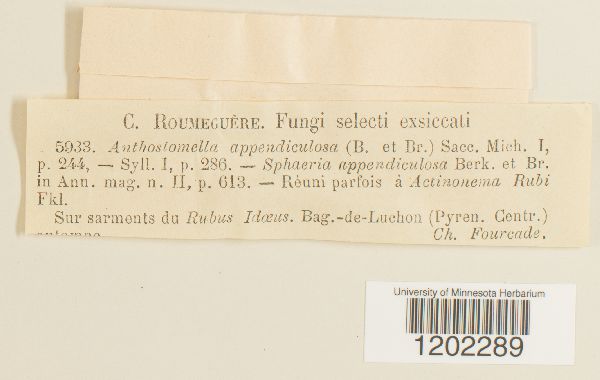 C. Roumeguère. Fungi selecti exsiccati
5933. Anthostomella appendiculosa (B. et Br.) Sacc. Mich. I,
p. 244, — Syll. I, p. 286. — Sphaeria appendiculosa Berk. et Br.
in Ann. mag. n. II, p. 613. — Réuni parfois à Actinonema Rubi
Fkl.
Sur sarments du Rubus Idœus. Bag.-de-Luchon (Pyren. Centr.)
Ch. Fourcade.
University of Minnesota Herbarium
1202289